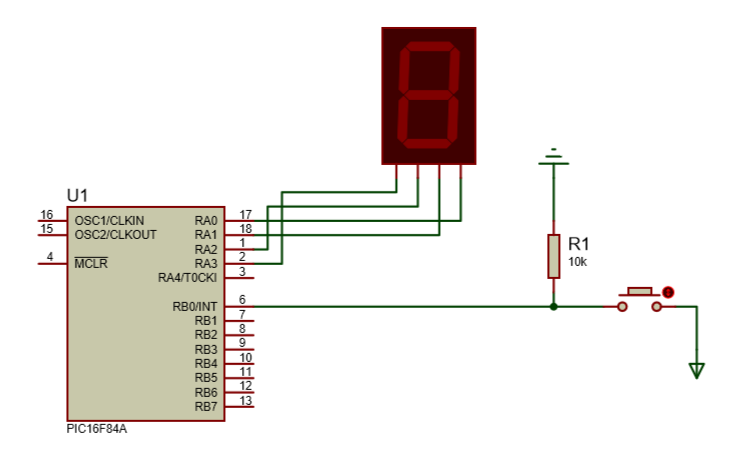 U1
16 OSC1/CLKIN RA0 17
15 OSC2/CLKOUT RA1 18
RA2 1
4 MCLR RA3 2
RA4/T0CKI 3
RB0/INT 6
RB1 7
RB2 8
RB3 9
RB4 10
RB5 11
RB6 12
RB7 13
PIC16F84A
R1
10k